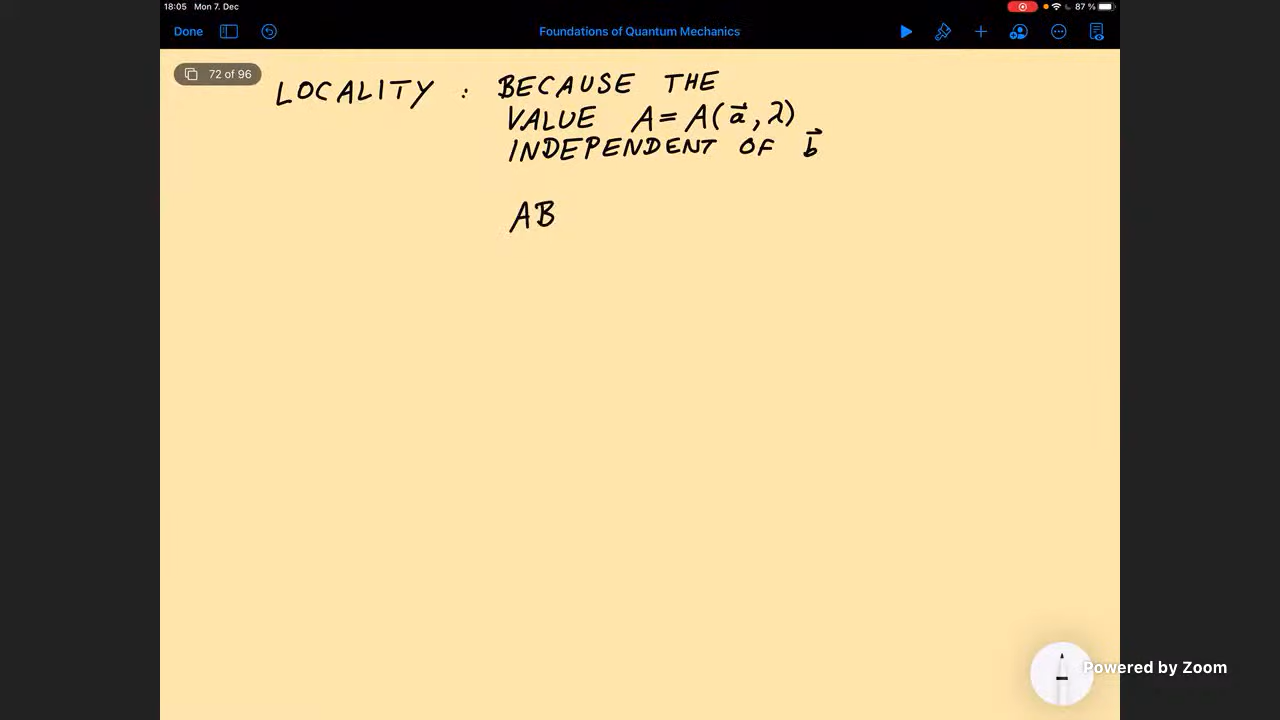 18:05 Mon 7. Dec 87 %
Done Foundations of Quantum Mechanics
72 of 96
LOCALITY : BECAUSE THE
VALUE A = A(a⃗, λ)
INDEPENDENT OF b⃗
AB
Powered by Zoom